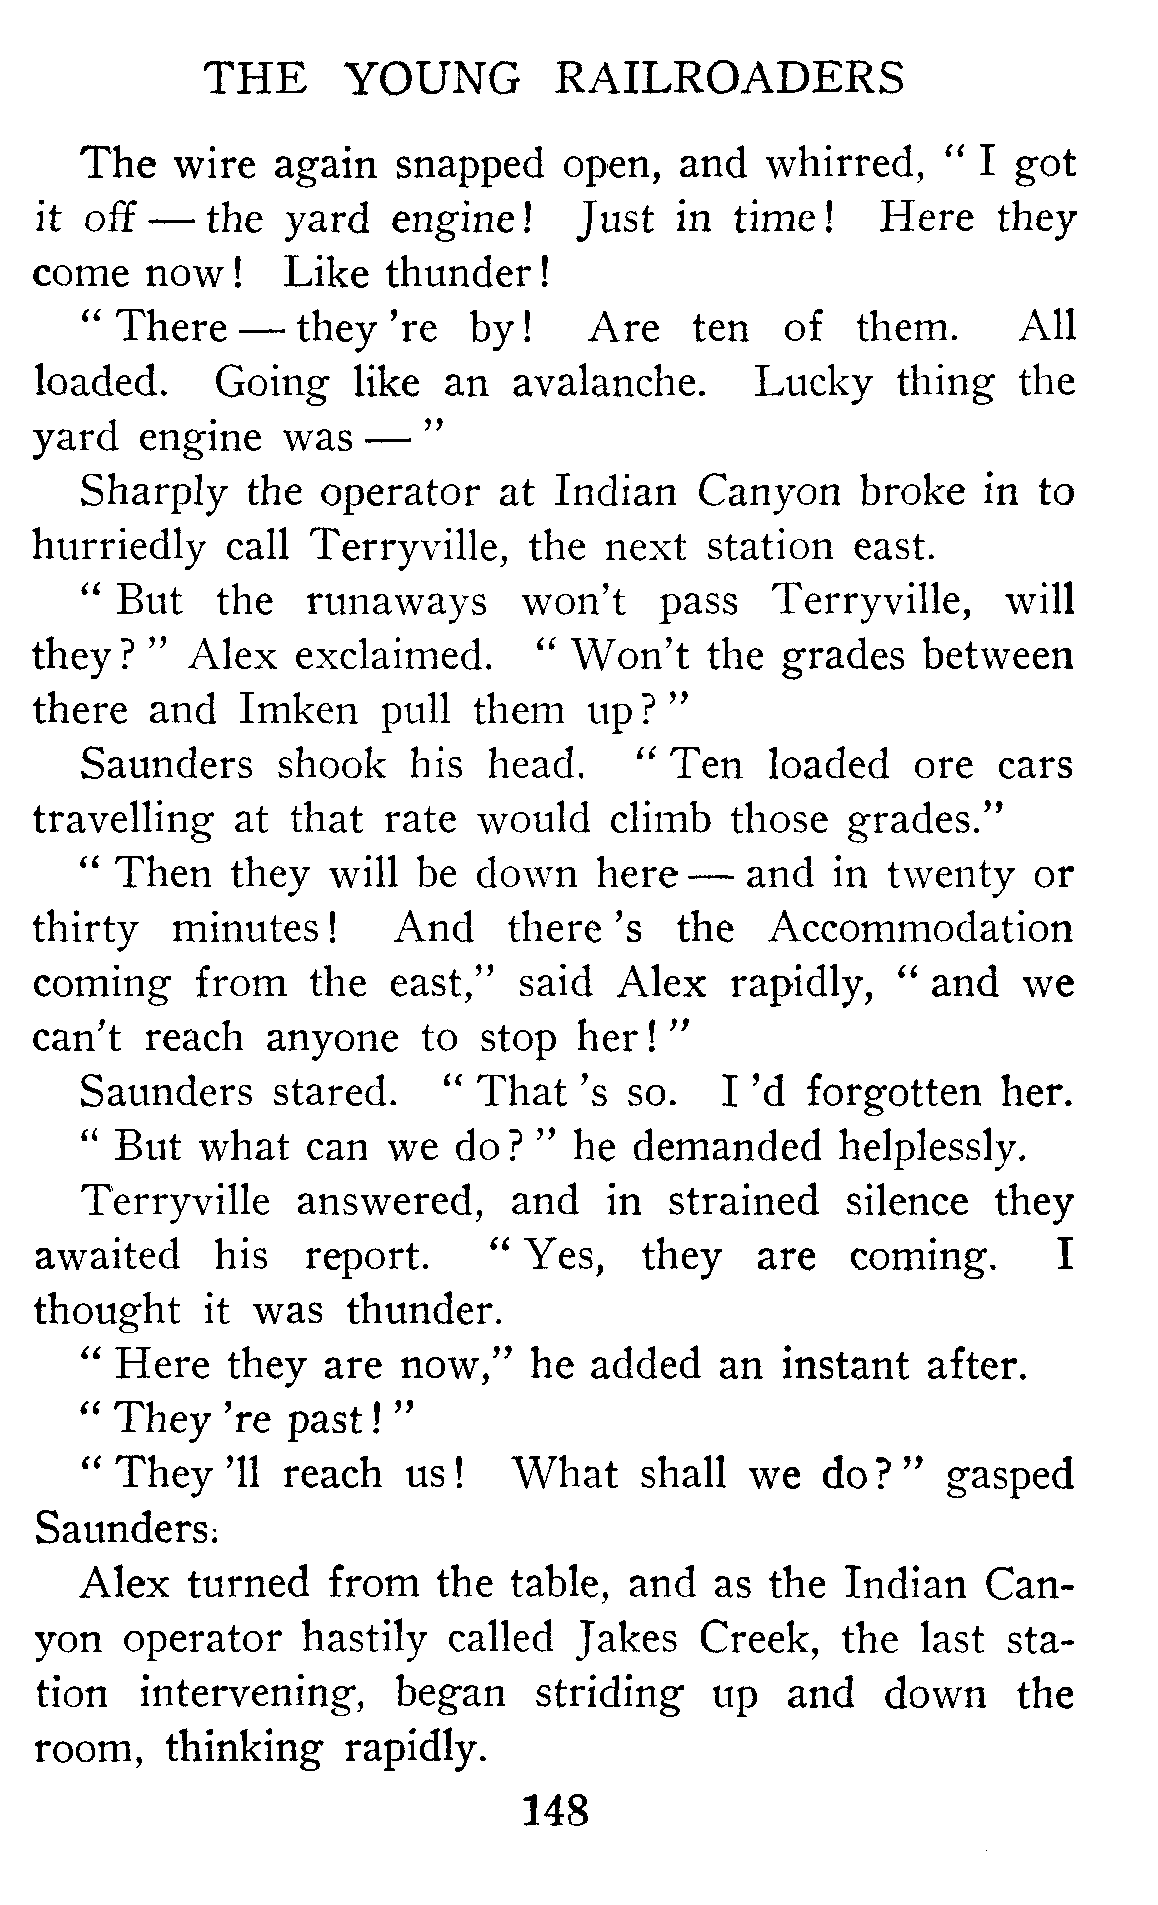 THE YOUNG RAILROADERS
The wire again snapped open, and whirred, “ I got
it off — the yard engine! Just in time! Here they
come now! Like thunder!
“ There — they 're by! Are ten of them. All
loaded. Going like an avalanche. Lucky thing the
yard engine was — ”
Sharply the operator at Indian Canyon broke in to
hurriedly call Terryville, the next station east.
“ But the runaways won't pass Terryville, will
they? ” Alex exclaimed. “ Won't the grades between
there and Imken pull them up? ”
Saunders shook his head. “ Ten loaded ore cars
travelling at that rate would climb those grades.”
“ Then they will be down here — and in twenty or
thirty minutes! And there 's the Accommodation
coming from the east,” said Alex rapidly, “ and we
can't reach anyone to stop her! ”
Saunders stared. “ That 's so. I 'd forgotten her.
“ But what can we do? ” he demanded helplessly.
Terryville answered, and in strained silence they
awaited his report. “ Yes, they are coming. I
thought it was thunder.
“ Here they are now,” he added an instant after.
“ They 're past! ”
“ They 'll reach us! What shall we do? ” gasped
Saunders.
Alex turned from the table, and as the Indian Can-
yon operator hastily called Jakes Creek, the last sta-
tion intervening, began striding up and down the
room, thinking rapidly.
148